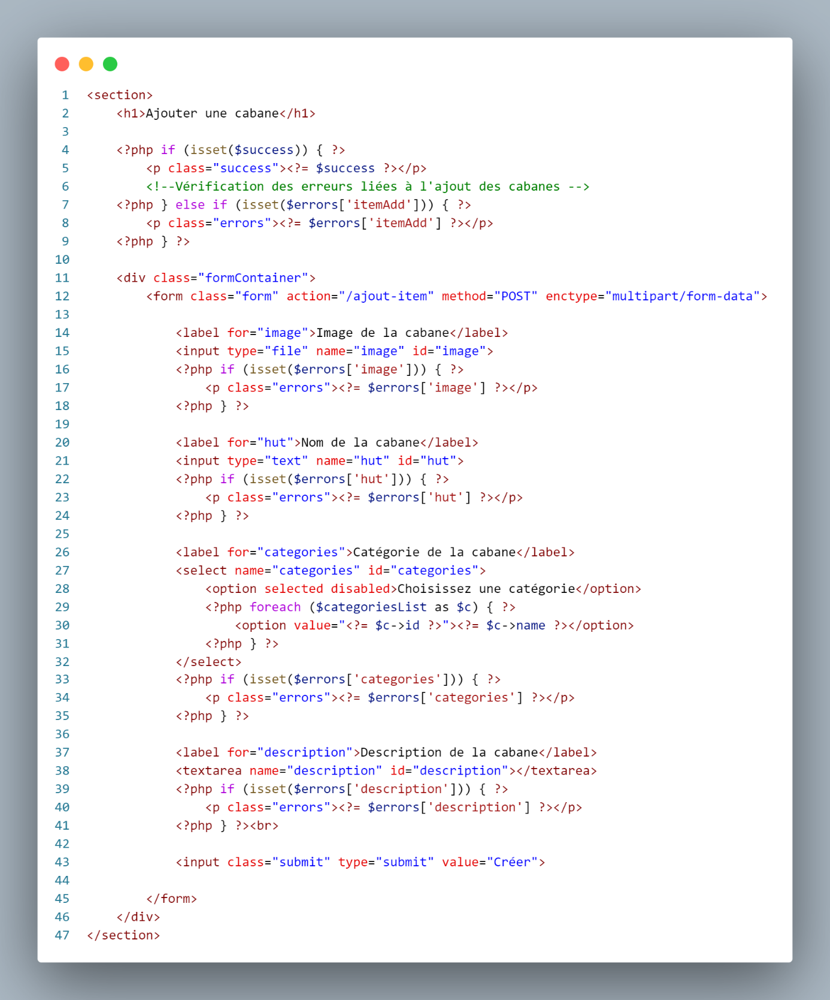 1 <section>
2     <h1>Ajouter une cabane</h1>
3
4     <?php if (isset($success)) { ?>
5         <p class="success"><?= $success ?></p>
6         <!--Vérification des erreurs liées à l'ajout des cabanes -->
7     <?php } else if (isset($errors['itemAdd'])) { ?>
8         <p class="errors"><?= $errors['itemAdd'] ?></p>
9     <?php } ?>
10
11     <div class="formContainer">
12         <form class="form" action="/ajout-item" method="POST" enctype="multipart/form-data">
13
14             <label for="image">Image de la cabane</label>
15             <input type="file" name="image" id="image">
16             <?php if (isset($errors['image'])) { ?>
17                 <p class="errors"><?= $errors['image'] ?></p>
18             <?php } ?>
19
20             <label for="hut">Nom de la cabane</label>
21             <input type="text" name="hut" id="hut">
22             <?php if (isset($errors['hut'])) { ?>
23                 <p class="errors"><?= $errors['hut'] ?></p>
24             <?php } ?>
25
26             <label for="categories">Catégorie de la cabane</label>
27             <select name="categories" id="categories">
28                 <option selected disabled>Choisissez une catégorie</option>
29                 <?php foreach ($categoriesList as $c) { ?>
30                     <option value="<?= $c->id ?>"><?= $c->name ?></option>
31                 <?php } ?>
32             </select>
33             <?php if (isset($errors['categories'])) { ?>
34                 <p class="errors"><?= $errors['categories'] ?></p>
35             <?php } ?>
36
37             <label for="description">Description de la cabane</label>
38             <textarea name="description" id="description"></textarea>
39             <?php if (isset($errors['description'])) { ?>
40                 <p class="errors"><?= $errors['description'] ?></p>
41             <?php } ?><br>
42
43             <input class="submit" type="submit" value="Créer">
44
45         </form>
46     </div>
47 </section>